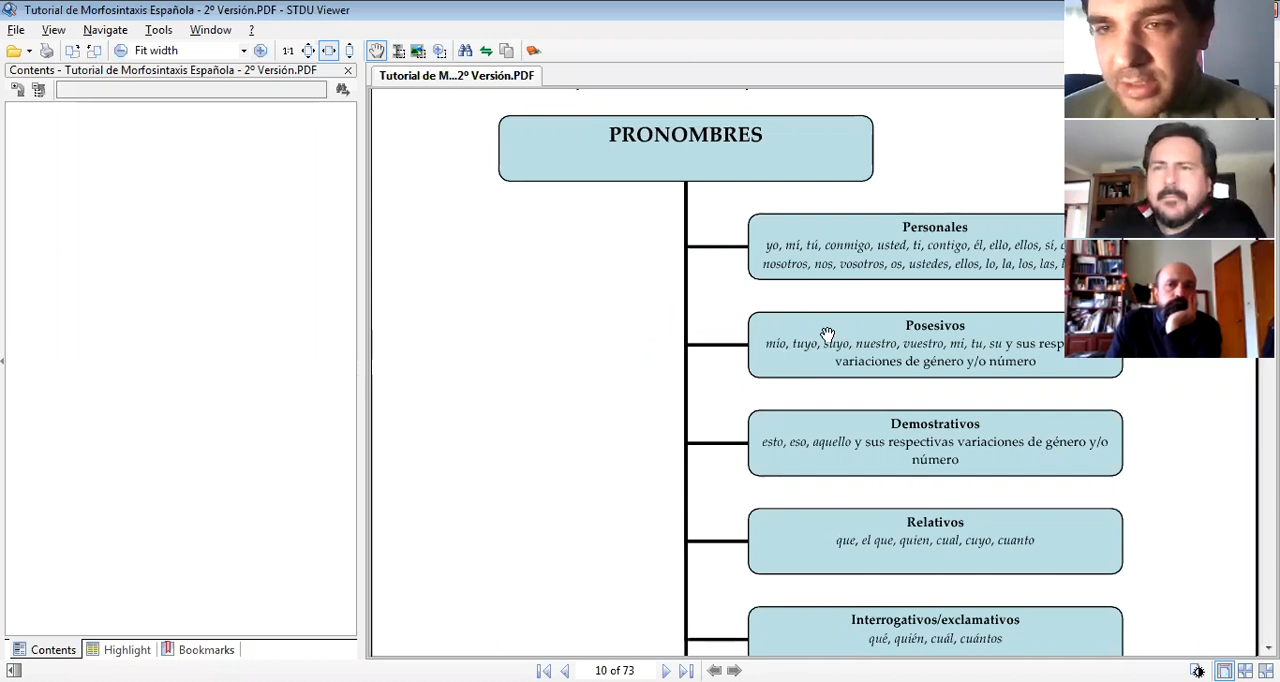 Tutorial de Morfosintaxis Española - 2º Versión.PDF - STDU Viewer
File View Navigate Tools Window ?
Fit width 1:1
Contents - Tutorial de Morfosintaxis Española - 2º Versión.PDF
Tutorial de M...2º Versión.PDF
PRONOMBRES
Personales
yo, mí, tú, conmigo, usted, ti, contigo, él, ello, ellos, sí,
nosotros, nos, vosotros, os, ustedes, ellos, lo, la, los, las,
Posesivos
mío, tuyo, suyo, nuestro, vuestro, mi, tu, su y sus
variaciones de género y/o número
Demostrativos
esto, eso, aquello y sus respectivas variaciones de género y/o
número
Relativos
que, el que, quien, cual, cuyo, cuanto
Interrogativos/exclamativos
qué, quién, cuál, cuántos
Contents Highlight Bookmarks
10 of 73